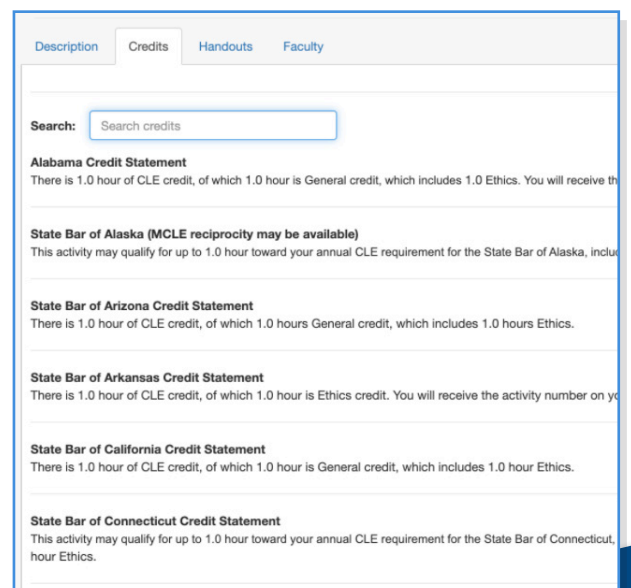 Description Credits Handouts Faculty
Search: Search credits
Alabama Credit Statement
There is 1.0 hour of CLE credit, of which 1.0 hour is General credit, which includes 1.0 Ethics. You will receive th
State Bar of Alaska (MCLE reciprocity may be available)
This activity may qualify for up to 1.0 hour toward your annual CLE requirement for the State Bar of Alaska, inclu
State Bar of Arizona Credit Statement
There is 1.0 hour of CLE credit, of which 1.0 hours General credit, which includes 1.0 hours Ethics.
State Bar of Arkansas Credit Statement
There is 1.0 hour of CLE credit, of which 1.0 hour is Ethics credit. You will receive the activity number on yo
State Bar of California Credit Statement
There is 1.0 hour of CLE credit, of which 1.0 hour is General credit, which includes 1.0 hour Ethics.
State Bar of Connecticut Credit Statement
This activity may qualify for up to 1.0 hour toward your annual CLE requirement for the State Bar of Connecticut,
hour Ethics.